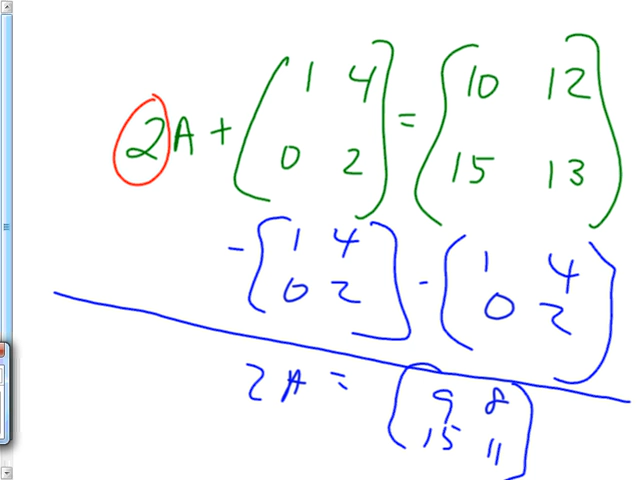 1 4 10 12
2A + =
0 2 15 13
- 1 4 - 1 4
0 2 0 2
2A = 9 8
15 11